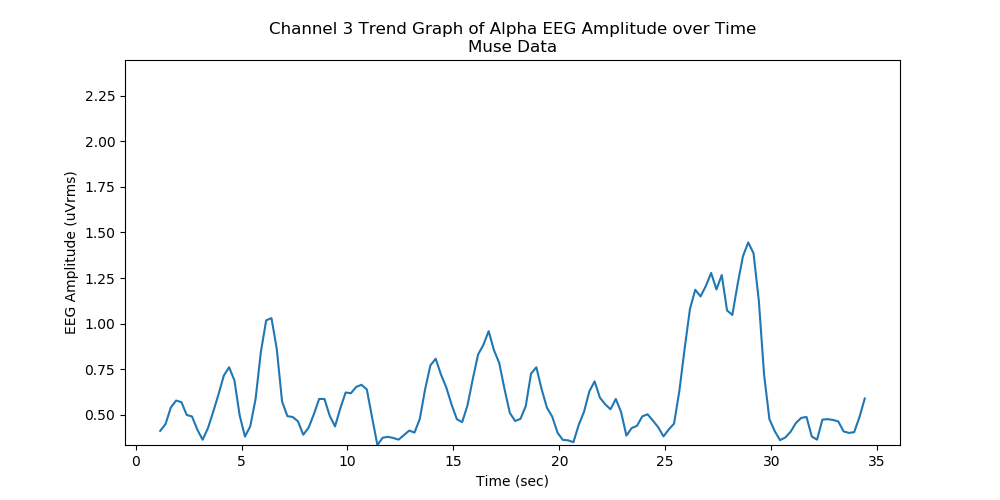 Channel 3 Trend Graph of Alpha EEG Amplitude over Time
Muse Data
EEG Amplitude (uVrms)
2.25
2.00
1.75
1.50
1.25
1.00
0.75
0.50
0 5 10 15 20 25 30 35
Time (sec)